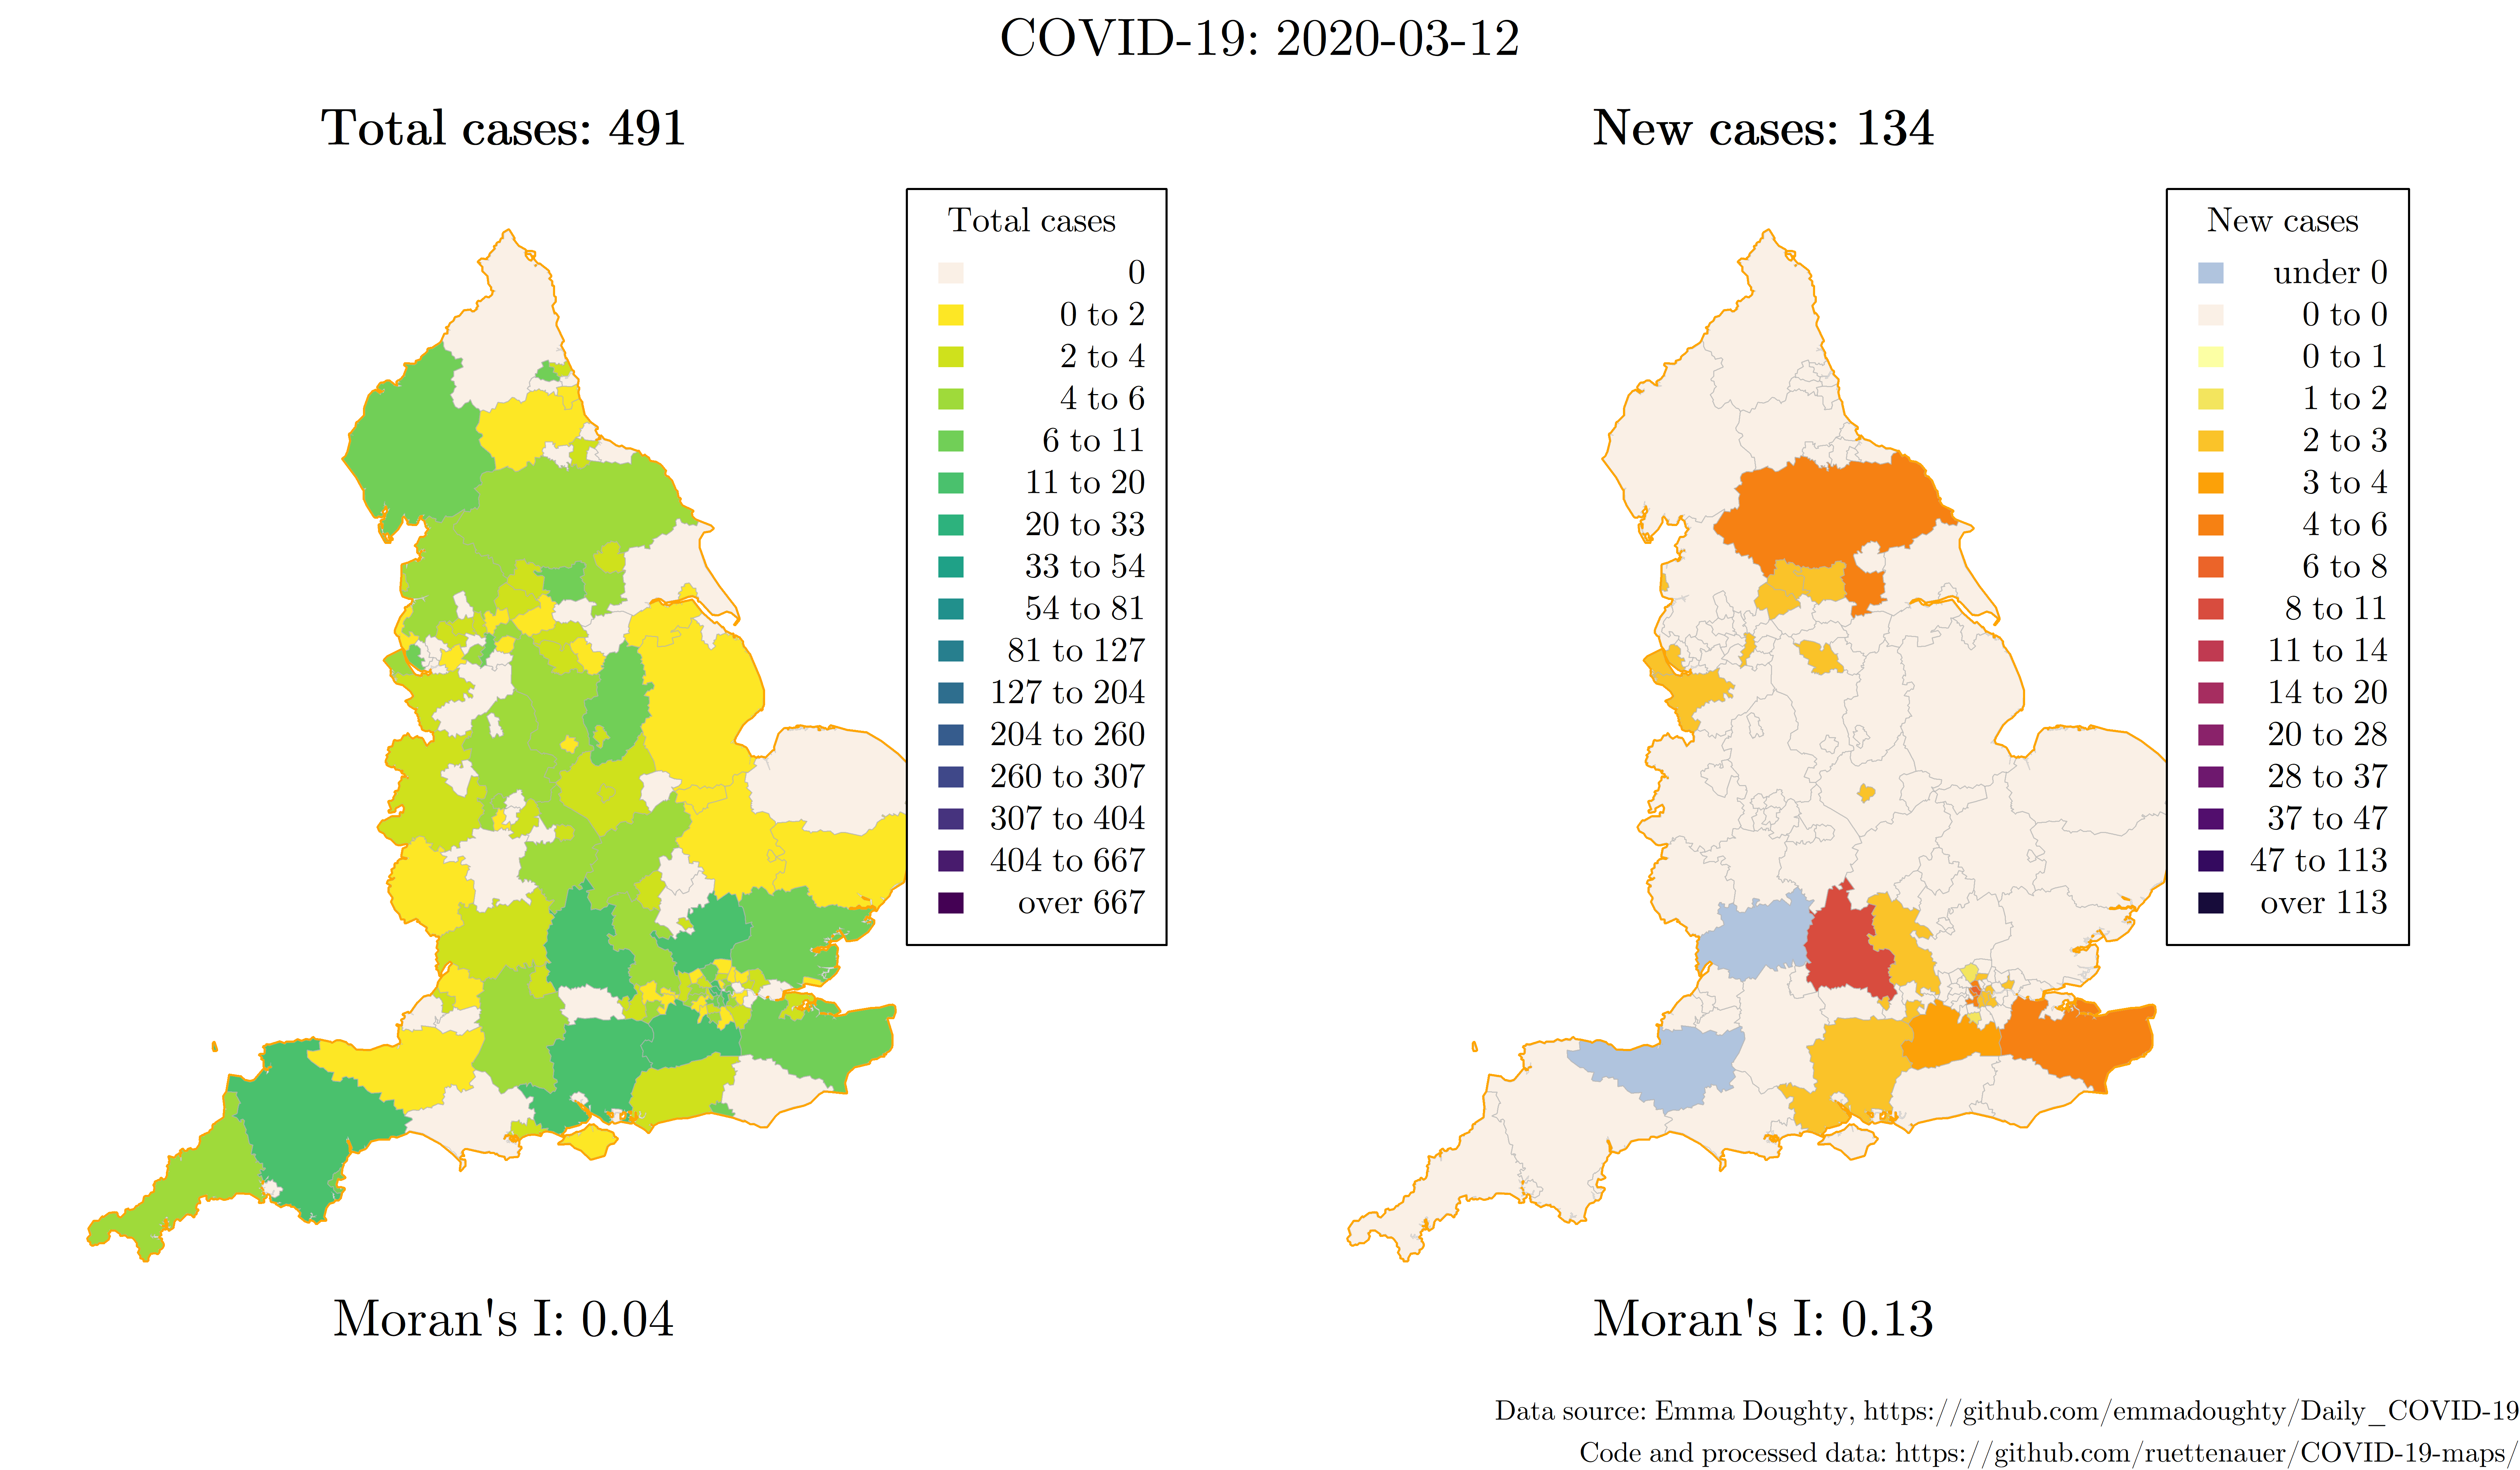 COVID-19: 2020-03-12
Total cases: 491
Total cases
0
0 to 2
2 to 4
4 to 6
6 to 11
11 to 20
20 to 33
33 to 54
54 to 81
81 to 127
127 to 204
204 to 260
260 to 307
307 to 404
404 to 667
over 667
Moran's I: 0.04
New cases: 134
New cases
under 0
0 to 0
0 to 1
1 to 2
2 to 3
3 to 4
4 to 6
6 to 8
8 to 11
11 to 14
14 to 20
20 to 28
28 to 37
37 to 47
47 to 113
over 113
Moran's I: 0.13
Data source: Emma Doughty, https://github.com/emmadoughty/Daily_COVID-19
Code and processed data: https://github.com/ruettenauer/COVID-19-maps/